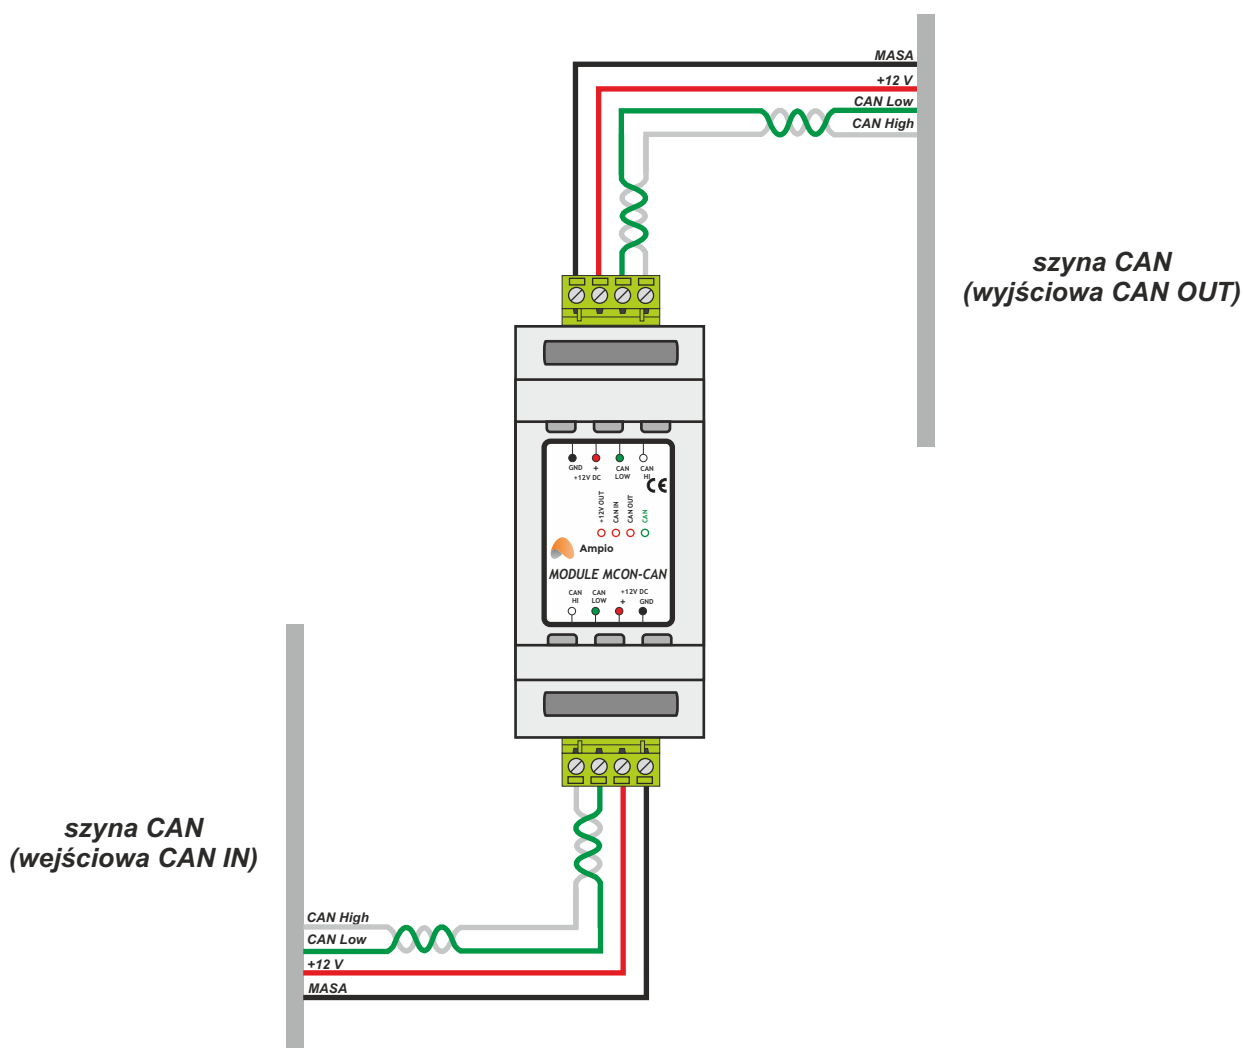 MASA
+12 V
CAN Low
CAN High
szyna CAN
(wyjściowa CAN OUT)
GND + CAN LOW CAN HI
+12V DC
CE
+12V OUT
CAN IN
CAN OUT
CAN
Ampio
MODULE MCON-CAN
CAN HI CAN LOW +12V DC
+ GND
szyna CAN
(wejściowa CAN IN)
CAN High
CAN Low
+12 V
MASA